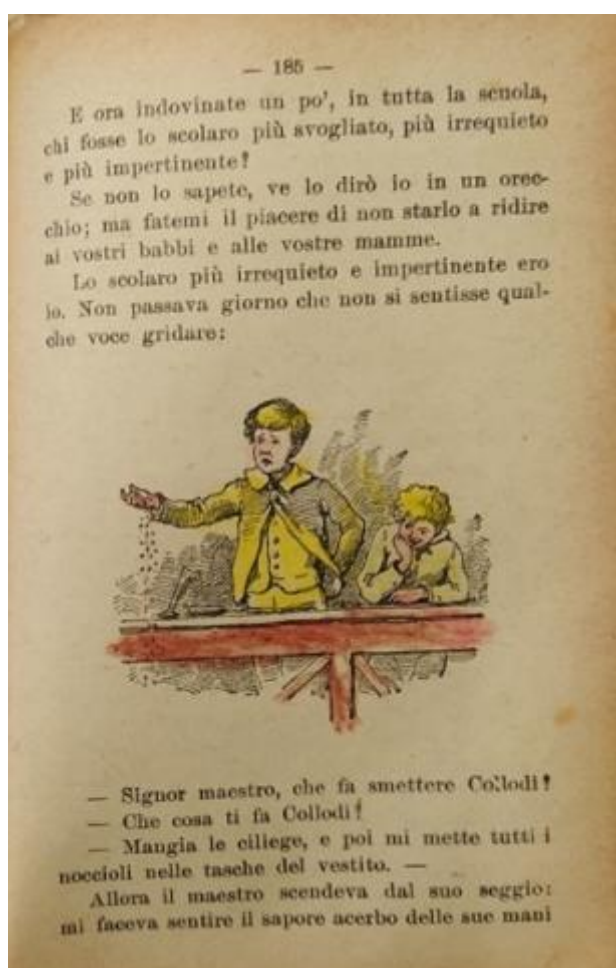 — 185 —
E ora indovinate un po', in tutta la scuola,
chi fosse lo scolaro più svogliato, più irrequieto
e più impertinente?
Se non lo sapete, ve lo dirò io in un orec-
chio; ma fatemi il piacere di non starlo a ridire
ai vostri babbi e alle vostre mamme.
Lo scolaro più irrequieto e impertinente ero
io. Non passava giorno che non si sentisse qual-
che voce gridare:
— Signor maestro, che fa smettere Collodi?
— Che cosa ti fa Collodi?
— Mangia le ciliege, e poi mi mette tutti i
noccioli nelle tasche del vestito. —
Allora il maestro scendeva dal suo seggio:
mi faceva sentire il sapore acerbo delle sue mani